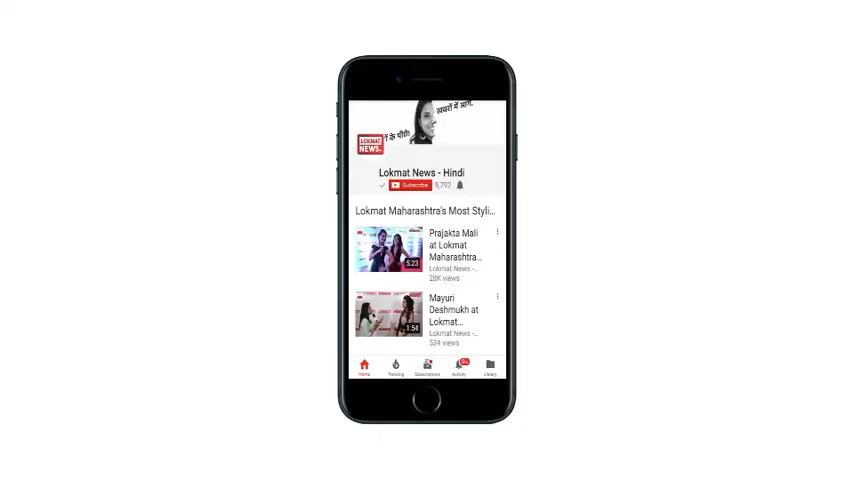 खबरों में आगे,
के पीछे!
LOKMAT
NEWS
Lokmat News - Hindi
Subscribe 9,792
Lokmat Maharashtra's Most Styli...
Prajakta Mali
at Lokmat
Maharashtra...
Lokmat News -...
28K views
5:23
Mayuri
Deshmukh at
Lokmat...
Lokmat News -...
534 views
1:54
Home Trending Subscriptions Activity Library
9+